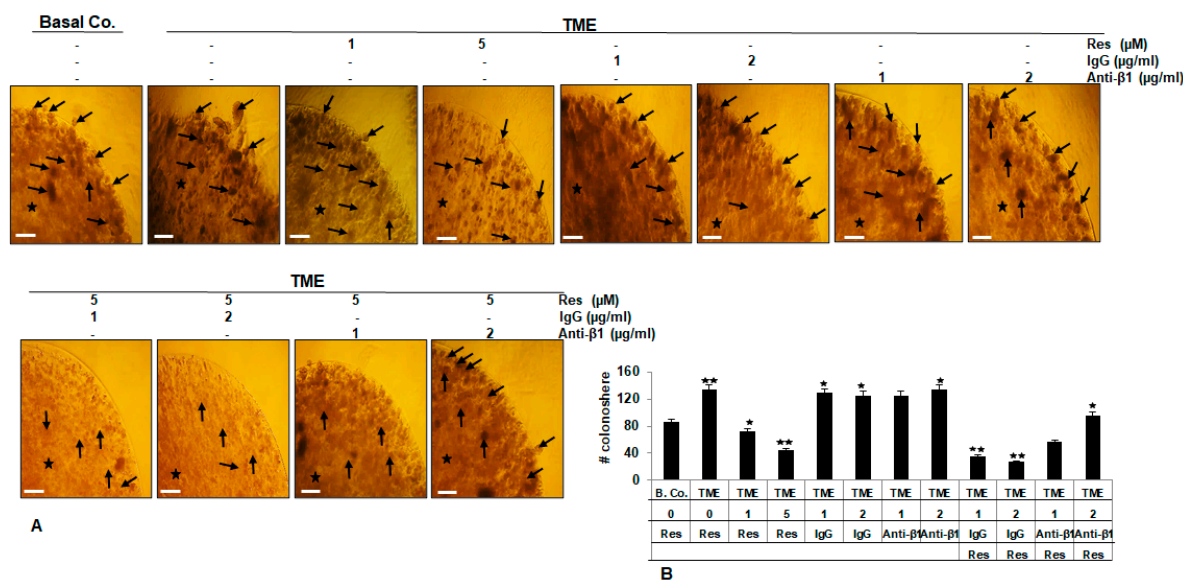 Basal Co. TME
- - 1 5 - - - - Res (µM)
- - - - 1 2 - - IgG (µg/ml)
- - - - - - 1 2 Anti-β1 (µg/ml)
TME
5 5 5 5 Res (µM)
1 2 - - IgG (µg/ml)
- - 1 2 Anti-β1 (µg/ml)
A
# colonoshere
160
120
80
40
0
★★ ★ ★★ ★ ★ ★ ★★ ★★ ★
B. Co. TME TME TME TME TME TME TME TME TME TME TME
0 0 1 5 1 2 1 2 1 2 1 2
Res Res Res Res IgG IgG Anti-β1 Anti-β1 IgG IgG Anti-β1 Anti-β1
Res Res Res Res
B